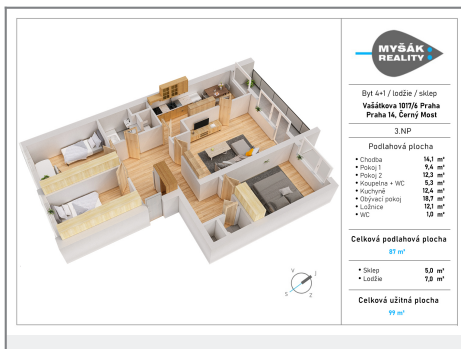 MYŠÁK
REALITY
Byt 4+1 / lodžie / sklep
Vašátkova 1017/6 Praha
Praha 14, Černý Most
3.NP
Podlahová plocha
• Chodba 14,1 m²
• Pokoj 1 9,4 m²
• Pokoj 2 12,3 m²
• Koupelna + WC 5,3 m²
• Kuchyně 12,4 m²
• Obývací pokoj 18,7 m²
• Ložnice 12,1 m²
• WC 1,0 m²
Celková podlahová plocha
87 m²
• Sklep 5,0 m²
• Lodžie 7,0 m²
Celková užitná plocha
99 m²
V J
S Z